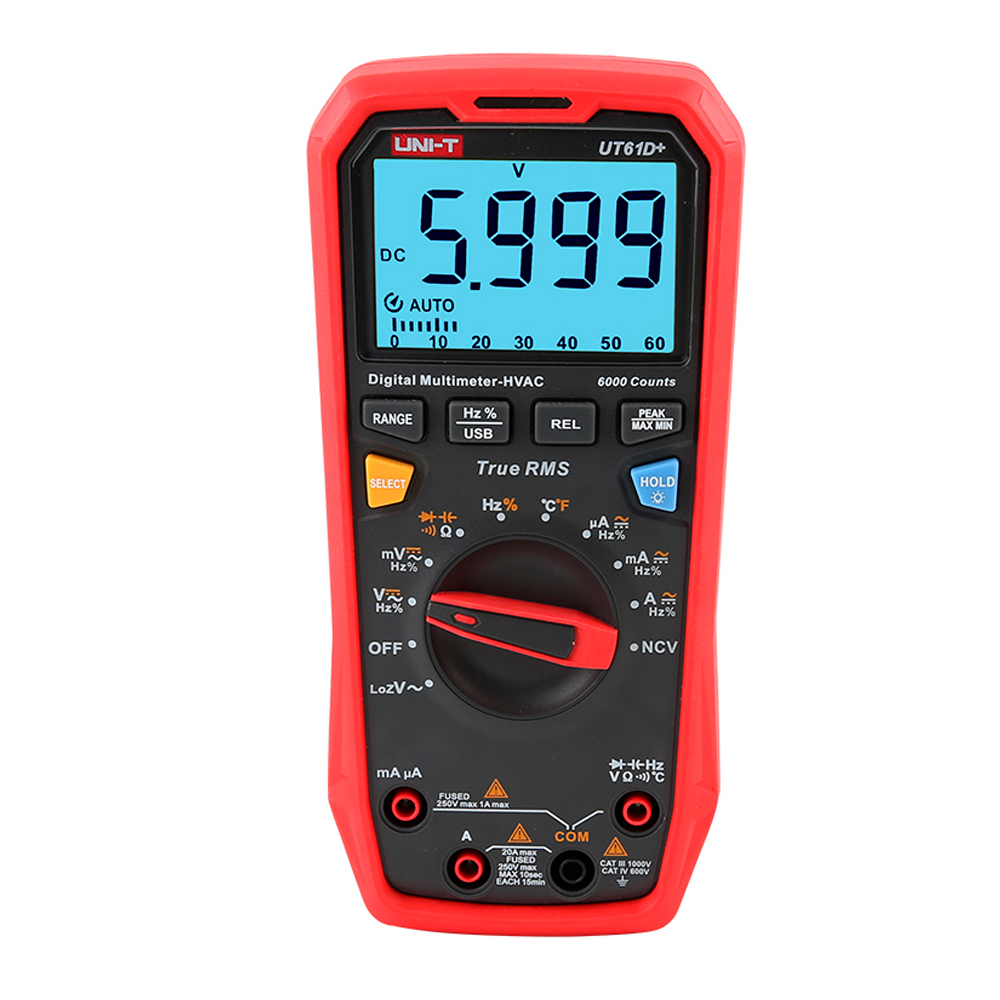 UNI-T UT61D+
V
5.999
DC
AUTO
0 10 20 30 40 50 60
Digital Multimeter-HVAC 6000 Counts
RANGE
Hz %
USB
REL
PEAK
MAX MIN
True RMS
SELECT
HOLD
Hz%
℃°F
Ω
µA
Hz%
mV
Hz%
mA
Hz%
V
Hz%
A
Hz%
OFF
NCV
LoZV~
mA µA
Hz
V Ω ℃
FUSED
250V max 1A max
A
COM
20A max
FUSED
250V max
MAX 10sec
EACH 15min
CAT III 1000V
CAT IV 600V